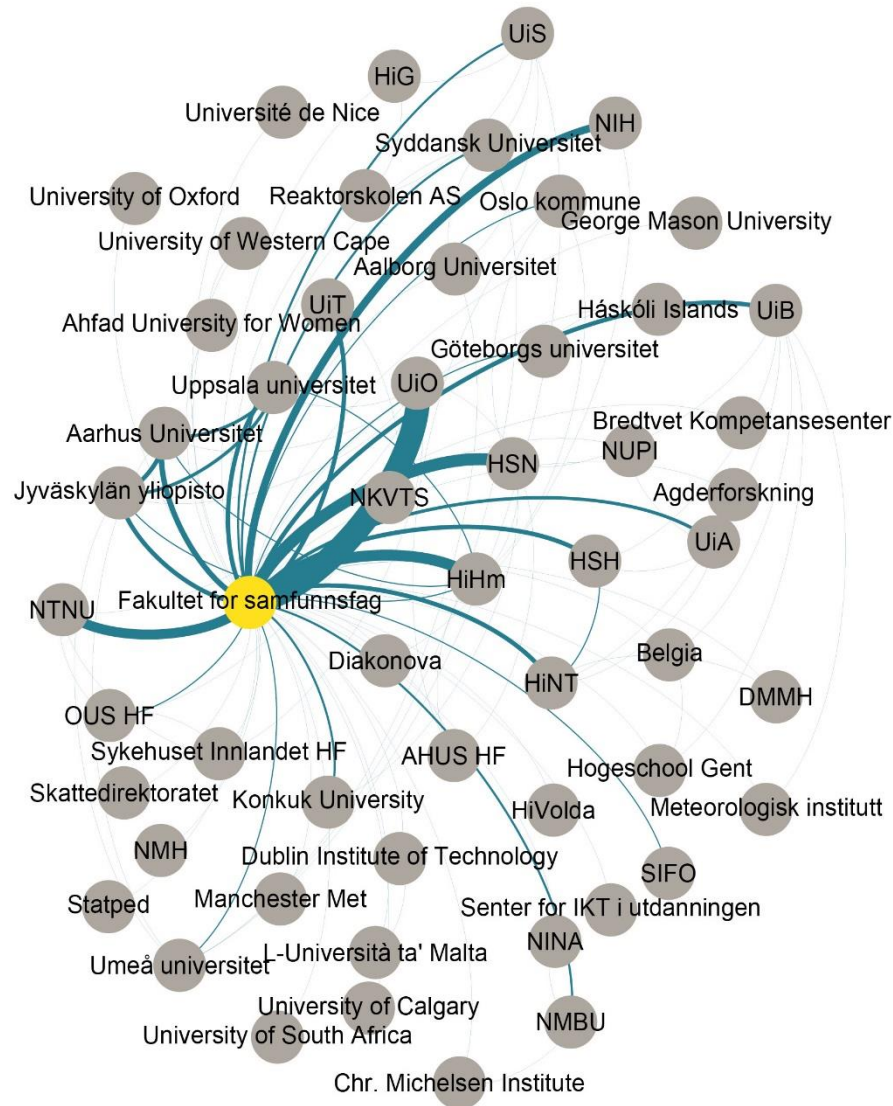 UiS
HiG
Université de Nice
NIH
Syddansk Universitet
University of Oxford
Reaktorskolen AS
Oslo kommune
George Mason University
University of Western Cape
Aalborg Universitet
UiT
Ahfad University for Women
Háskóli Islands
UiB
Göteborgs universitet
Uppsala universitet
UiO
Bredtvet Kompetansesenter
Aarhus Universitet
NUPI
HSN
Jyväskylän yliopisto
NKVTS
Agderforskning
UiA
HSH
HiHm
Fakultet for samfunnsfag
NTNU
Diakonova
Belgia
HiNT
DMMH
OUS HF
Sykehuset Innlandet HF
AHUS HF
Hogeschool Gent
Skattedirektoratet
Konkuk University
HiVolda
Meteorologisk institutt
NMH
Dublin Institute of Technology
SIFO
Statped
Manchester Met
Senter for IKT i utdanningen
NINA
Umeå universitet
L-Università ta' Malta
University of Calgary
NMBU
University of South Africa
Chr. Michelsen Institute